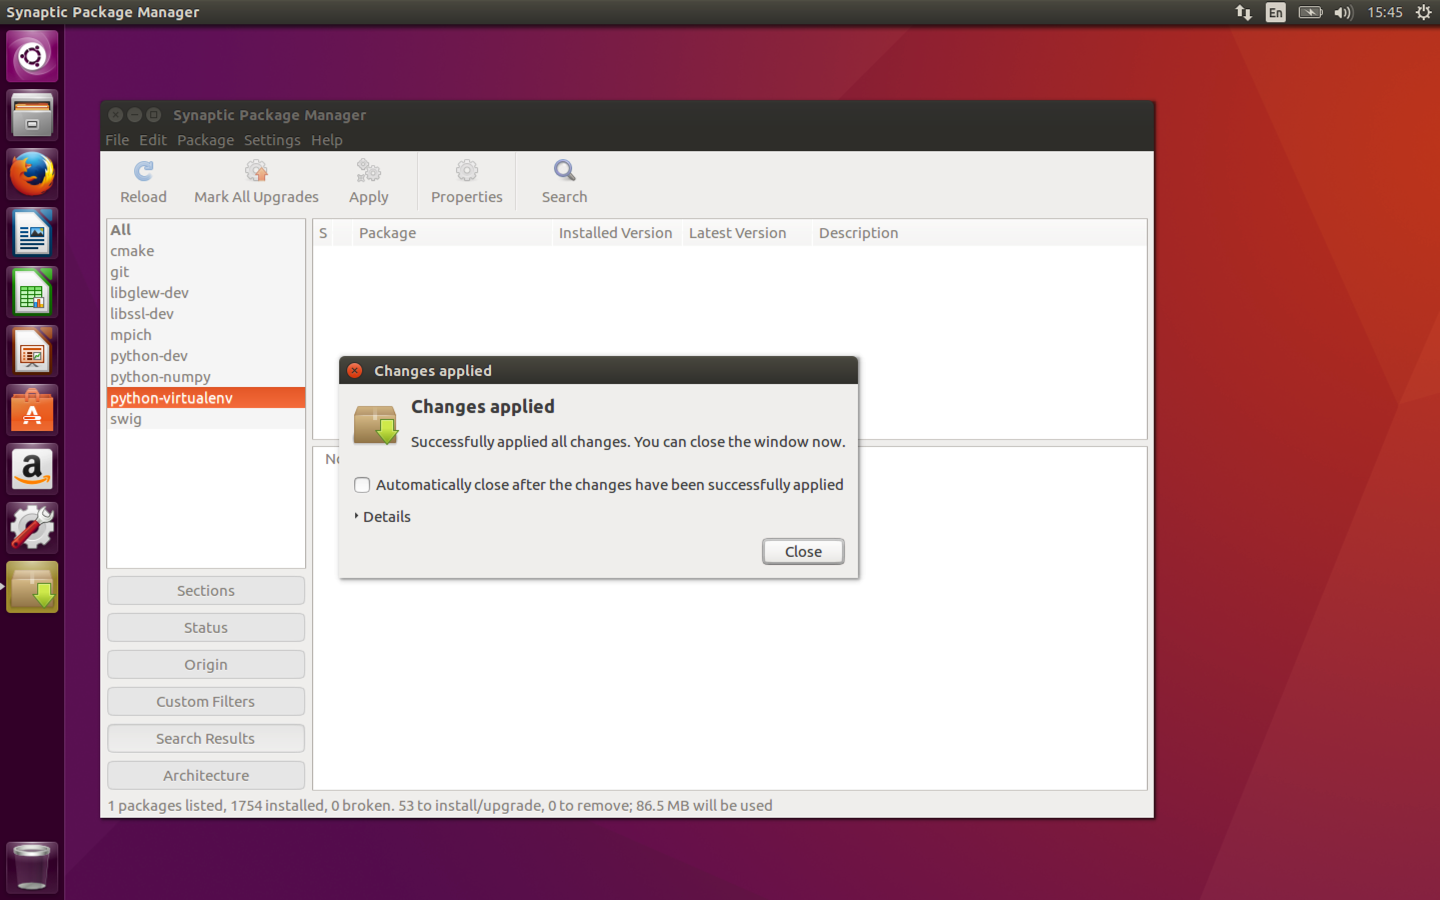 Synaptic Package Manager
En
15:45
Synaptic Package Manager
File Edit Package Settings Help
Reload Mark All Upgrades Apply Properties Search
All
cmake
git
libglew-dev
libssl-dev
mpich
python-dev
python-numpy
python-virtualenv
swig
S Package Installed Version Latest Version Description
Changes applied
Changes applied
Successfully applied all changes. You can close the window now.
Automatically close after the changes have been successfully applied
Details
Close
Sections
Status
Origin
Custom Filters
Search Results
Architecture
1 packages listed, 1754 installed, 0 broken. 53 to install/upgrade, 0 to remove; 86.5 MB will be used